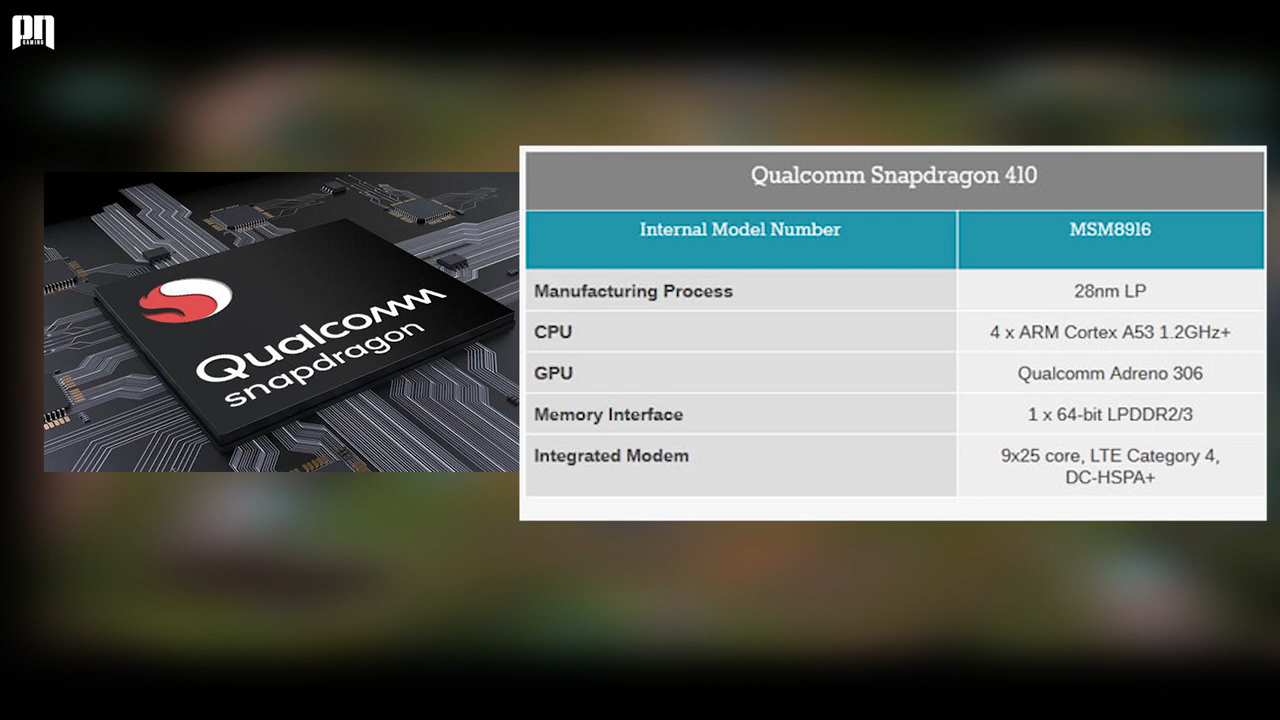 PN
GAMING
Qualcomm
snapdragon
Qualcomm Snapdragon 410
Internal Model Number MSM8916
Manufacturing Process 28nm LP
CPU 4 x ARM Cortex A53 1.2GHz+
GPU Qualcomm Adreno 306
Memory Interface 1 x 64-bit LPDDR2/3
Integrated Modem 9x25 core, LTE Category 4,
DC-HSPA+